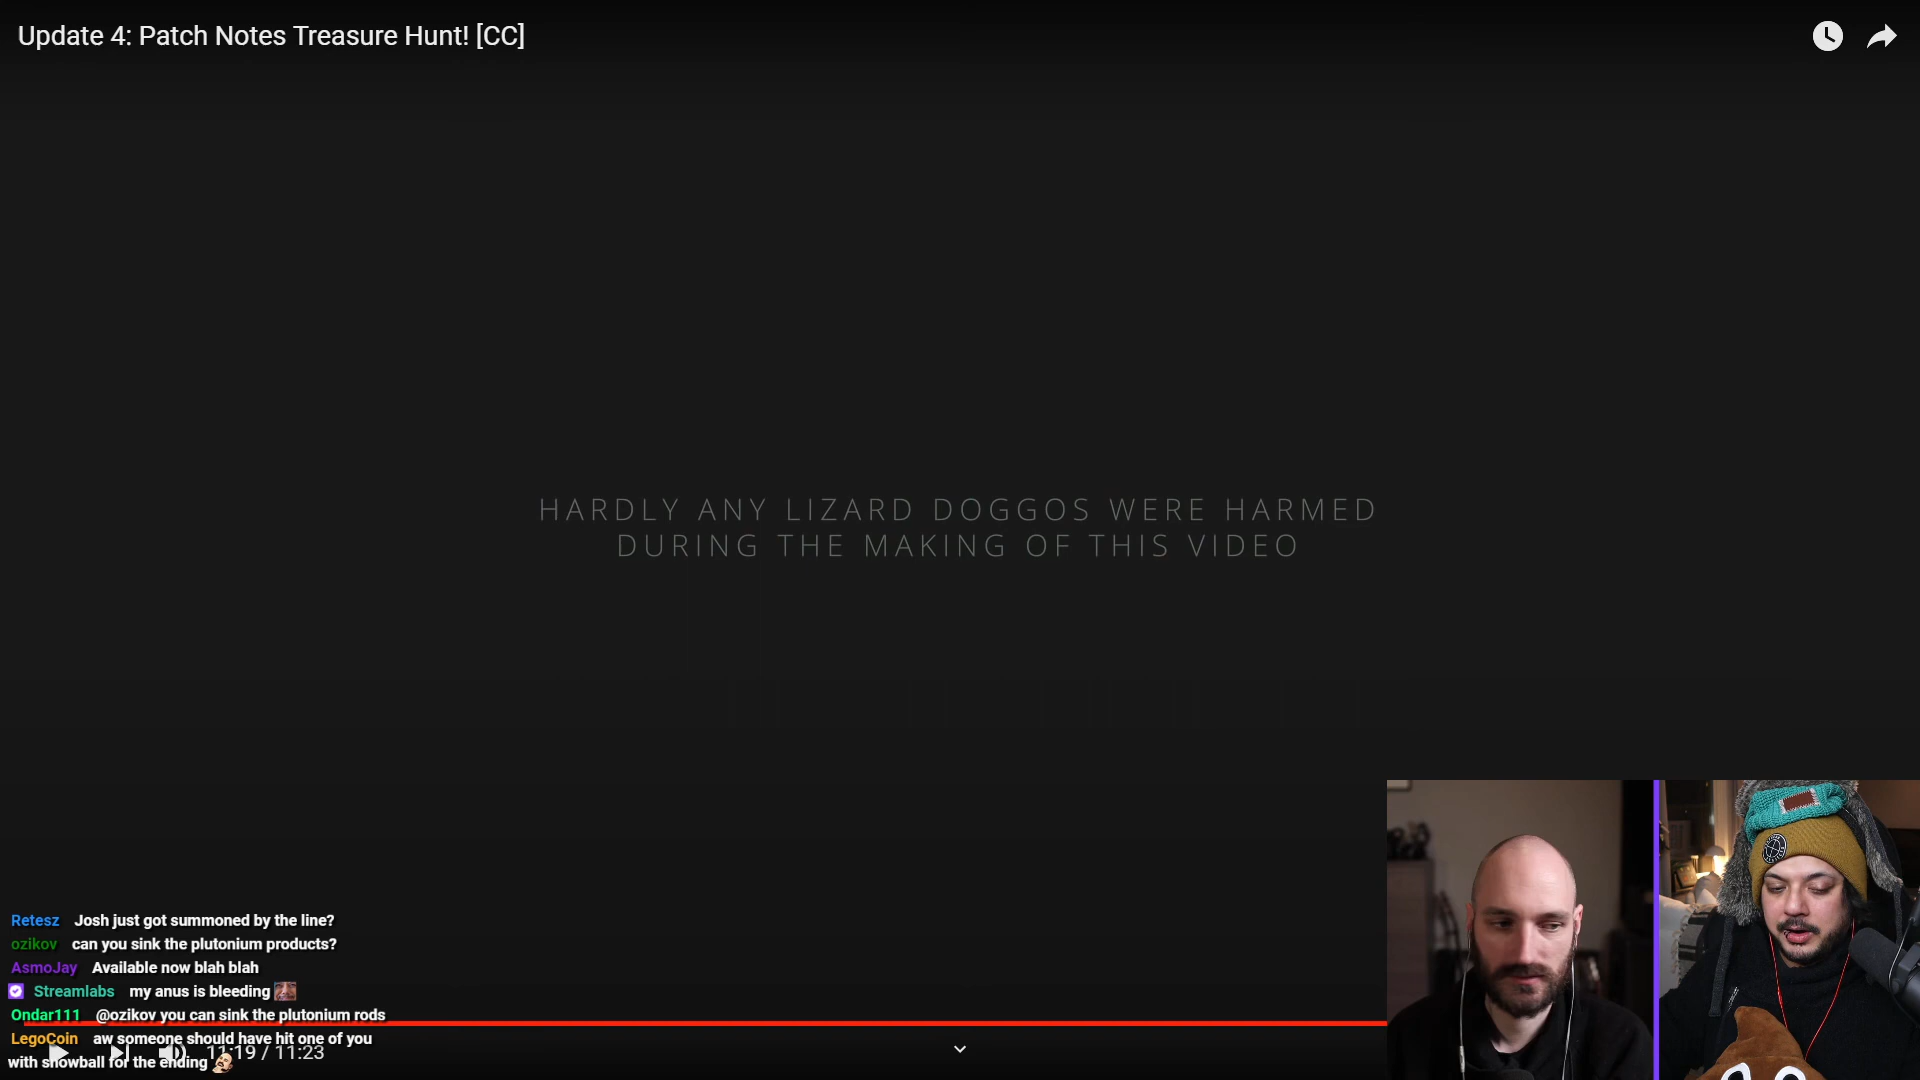 Update 4: Patch Notes Treasure Hunt! [CC]
HARDLY ANY LIZARD DOGGOS WERE HARMED
DURING THE MAKING OF THIS VIDEO
Retesz Josh just got summoned by the line?
ozikov can you sink the plutonium products?
AsmoJay Available now blah blah
Streamlabs my anus is bleeding
Ondar111 @ozikov you can sink the plutonium rods
LegoCoin aw someone should have hit one of you
with snowball for the ending
11:19 / 11:23